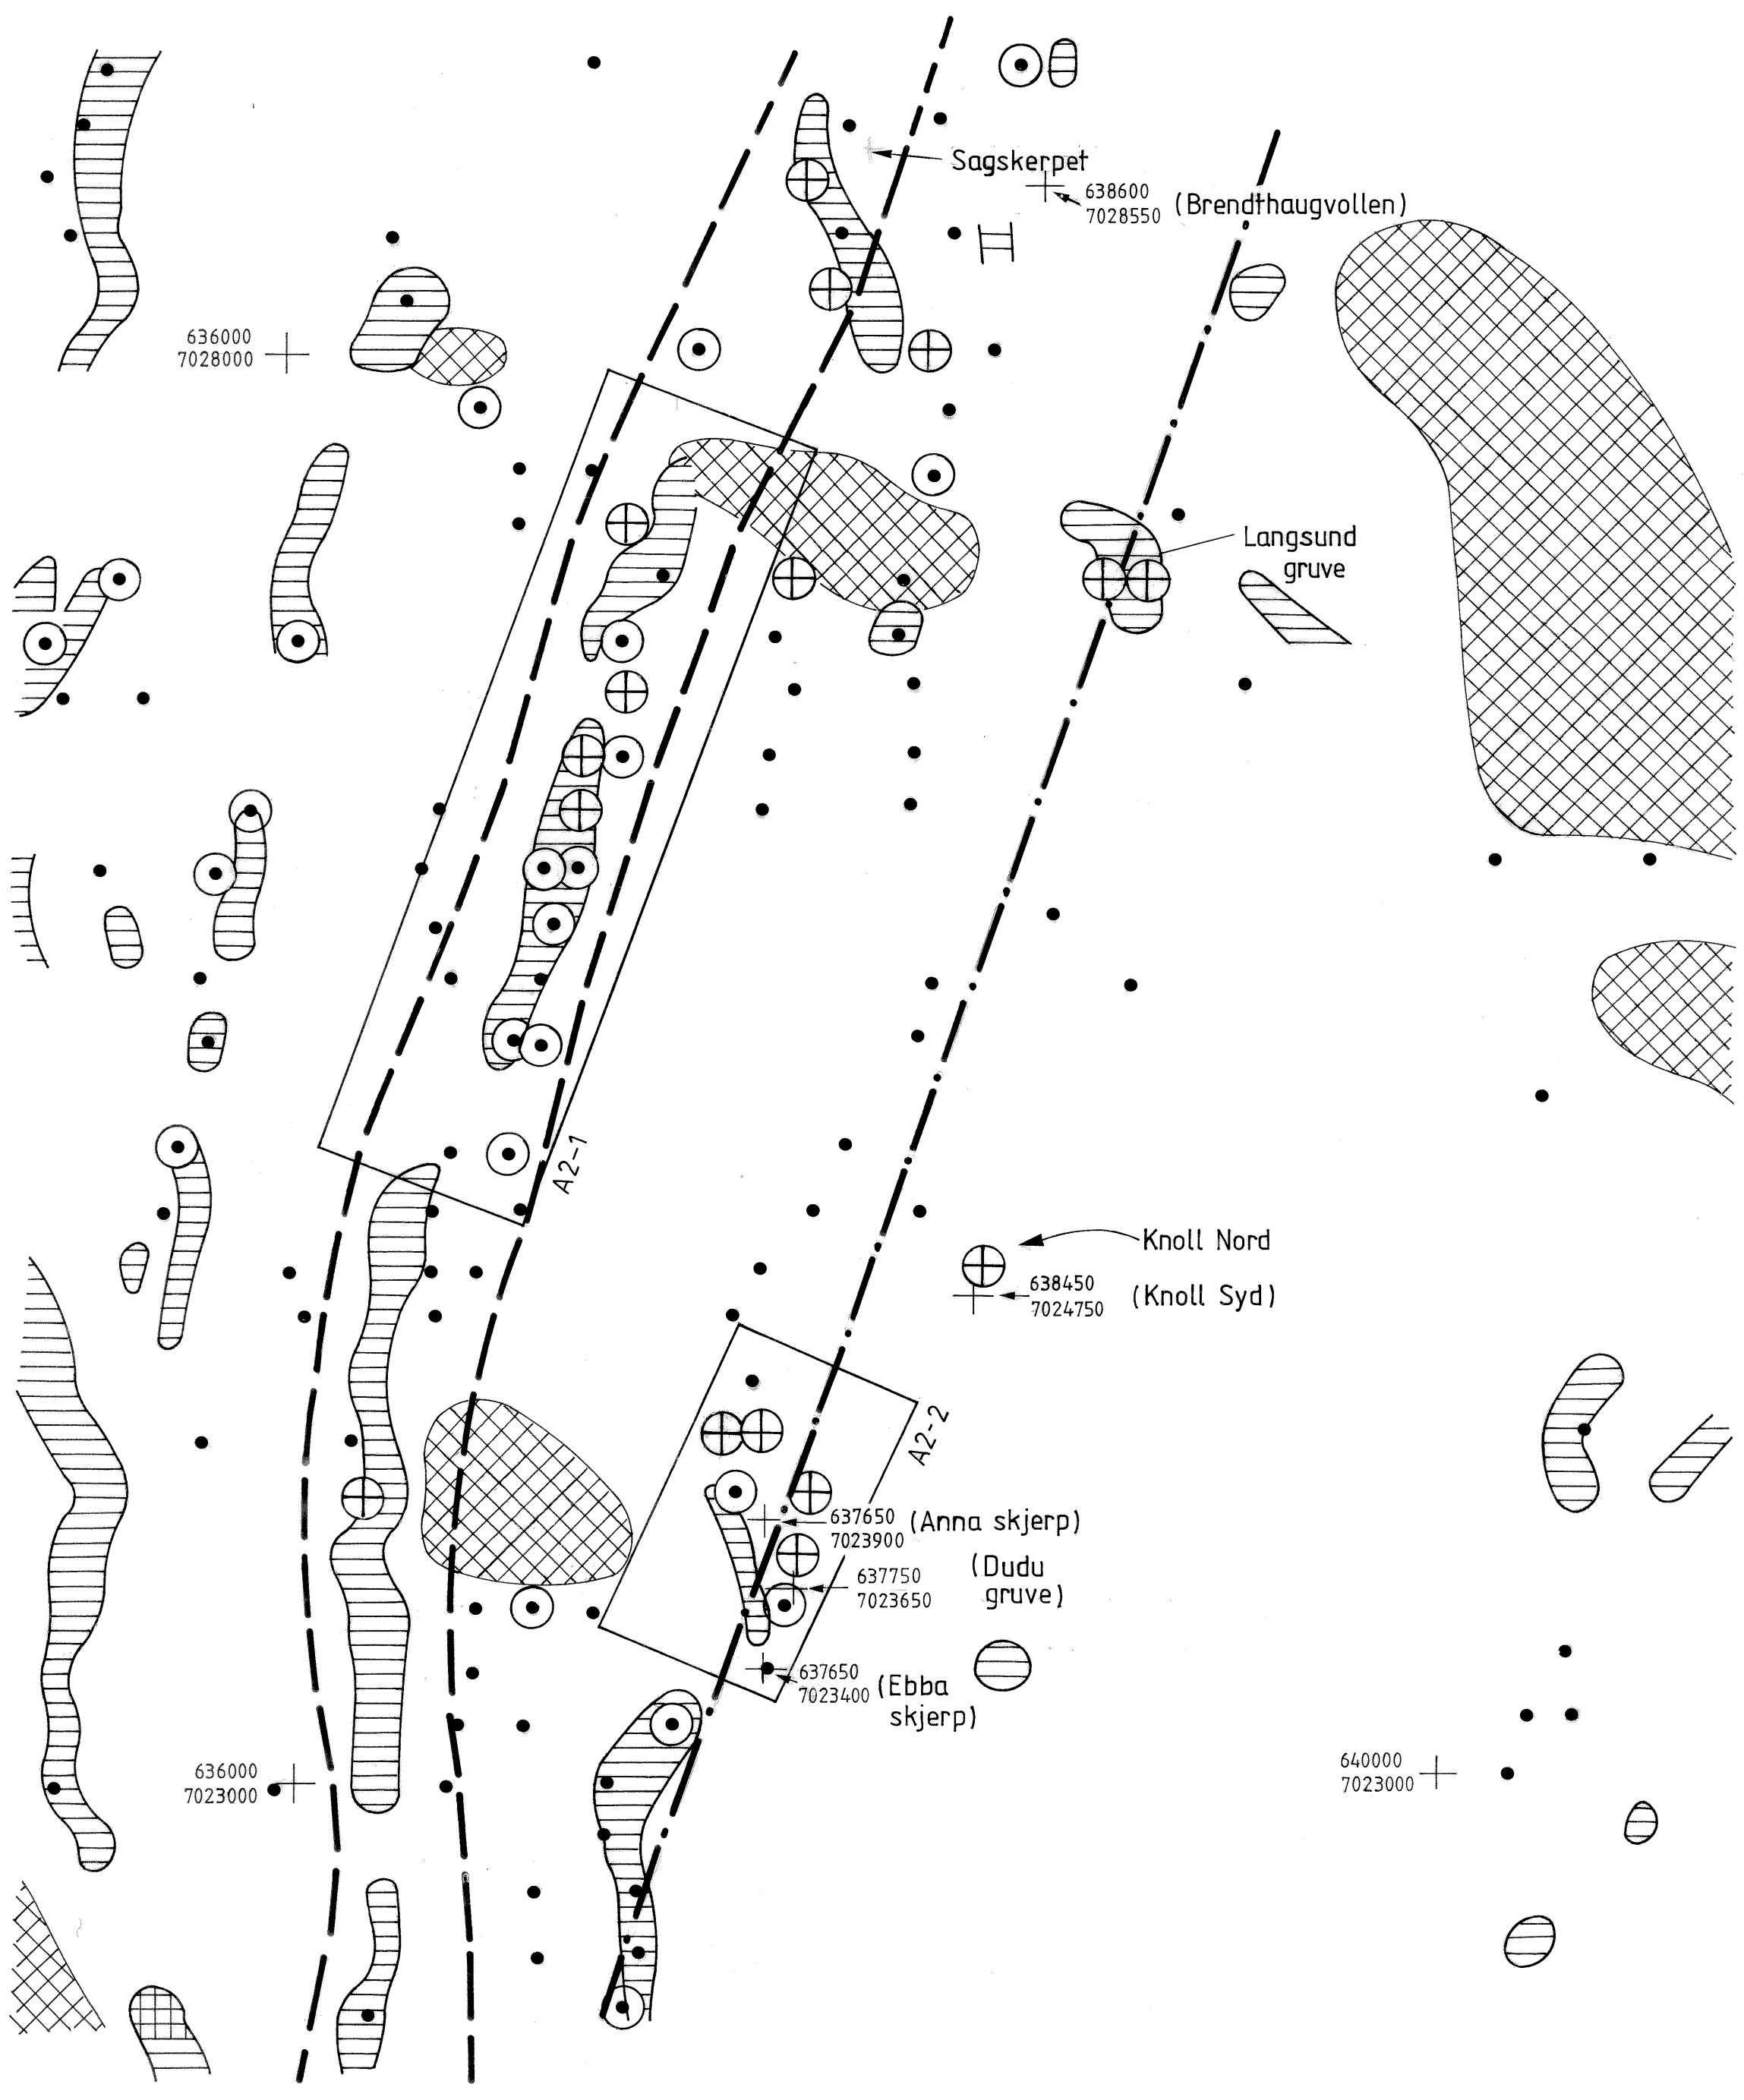 Sagskerpet
638600
7028550
(Brendthaugvollen)
636000
7028000
Langsund
gruve
A2-1
Knoll Nord
638450
7024750
(Knoll Syd)
A2-2
637650
7023900
(Anna skjerp)
(Dudu
gruve)
637750
7023650
637650
7023400
(Ebba
skjerp)
636000
7023000
640000
7023000